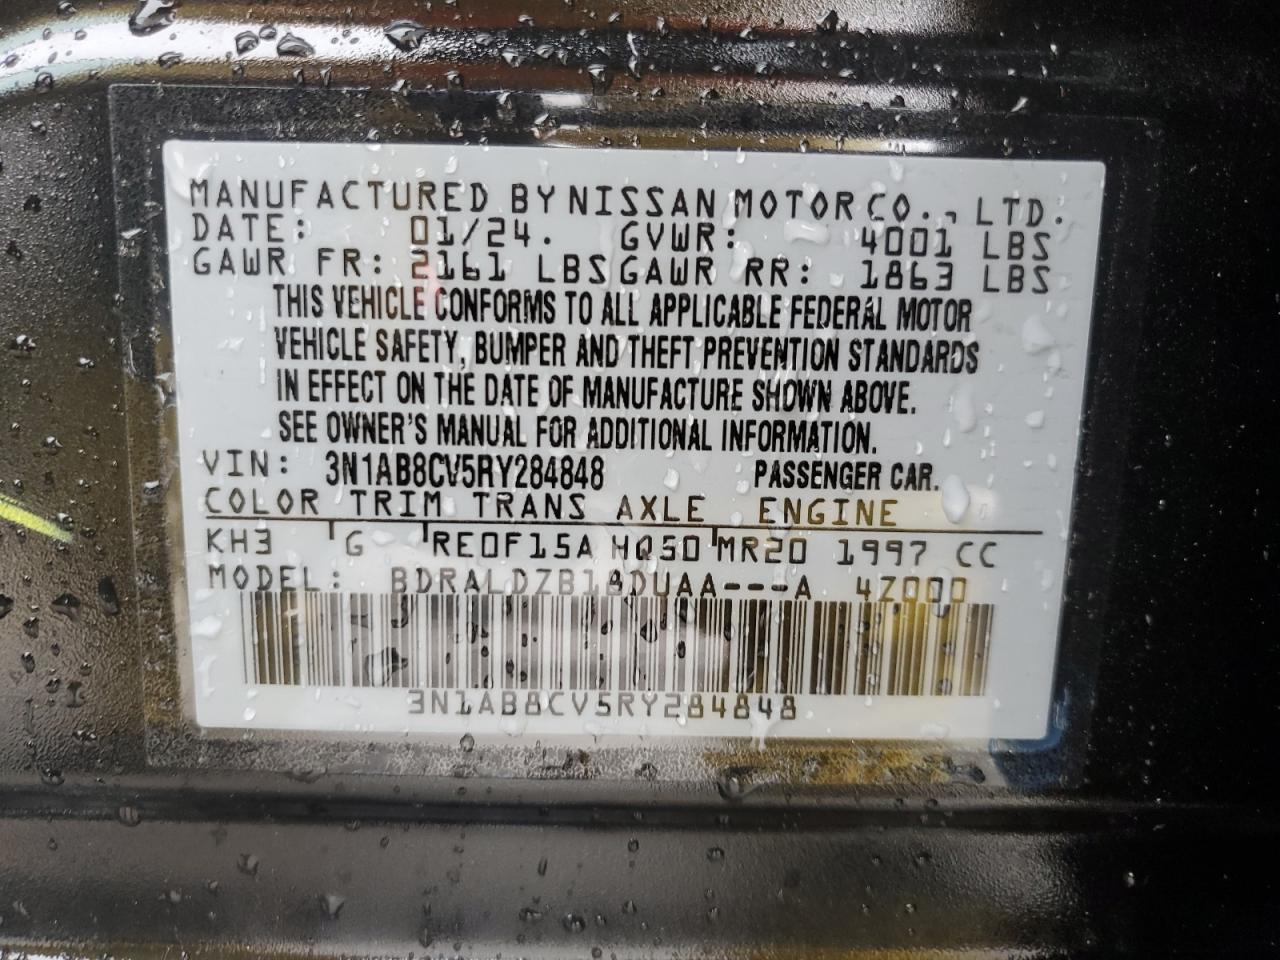 MANUFACTURED BY NISSAN MOTOR CO., LTD.
DATE: 01/24. GVWR: 4001 LBS
GAWR FR: 2161 LBS GAWR RR: 1863 LBS
THIS VEHICLE CONFORMS TO ALL APPLICABLE FEDERAL MOTOR
VEHICLE SAFETY, BUMPER AND THEFT PREVENTION STANDARDS
IN EFFECT ON THE DATE OF MANUFACTURE SHOWN ABOVE.
SEE OWNER'S MANUAL FOR ADDITIONAL INFORMATION.
VIN: 3N1AB8CV5RY284848 PASSENGER CAR.
COLOR TRIM TRANS AXLE ENGINE
KH3 G RE0F15A HQ50 MR20 1997 CC
MODEL: BDRALDZB18DUAA---A 4Z000
3N1AB8CV5RY284848